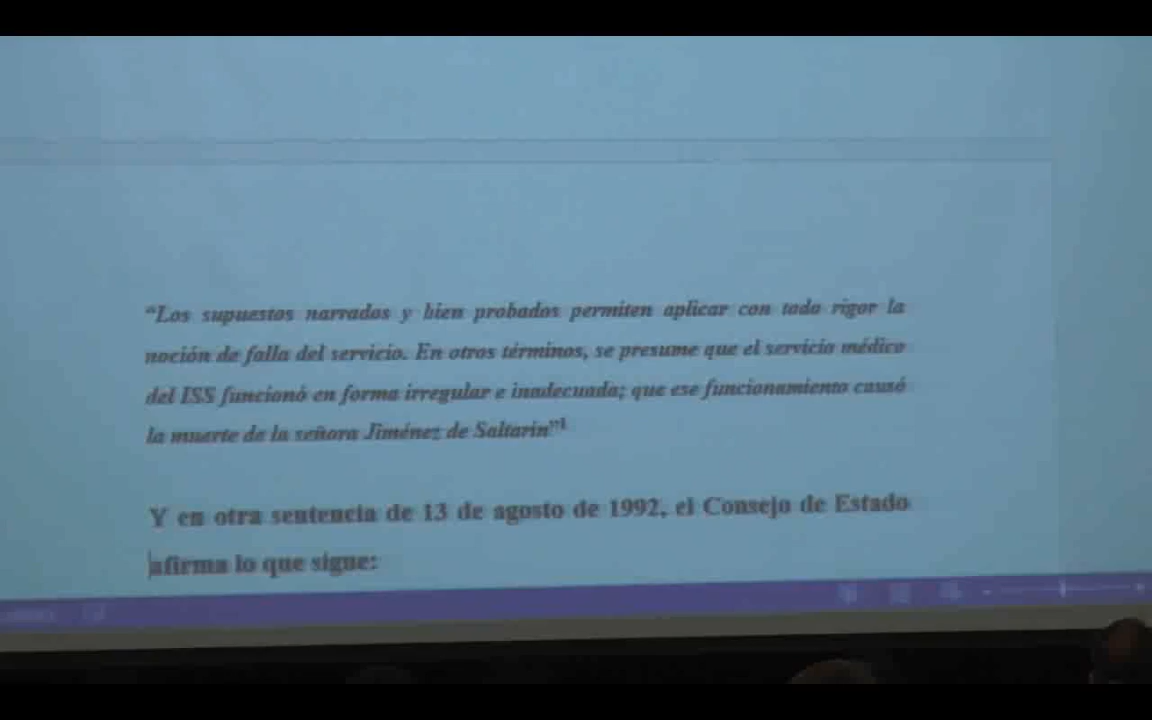 “Los supuestos narrados y bien probados permiten aplicar con todo rigor la
noción de falla del servicio. En otros términos, se presume que el servicio médico
del ISS funcionó en forma irregular e inadecuada; que ese funcionamiento causó
la muerte de la señora Jiménez de Saltarin”1
Y en otra sentencia de 13 de agosto de 1992, el Consejo de Estado
afirma lo que sigue: